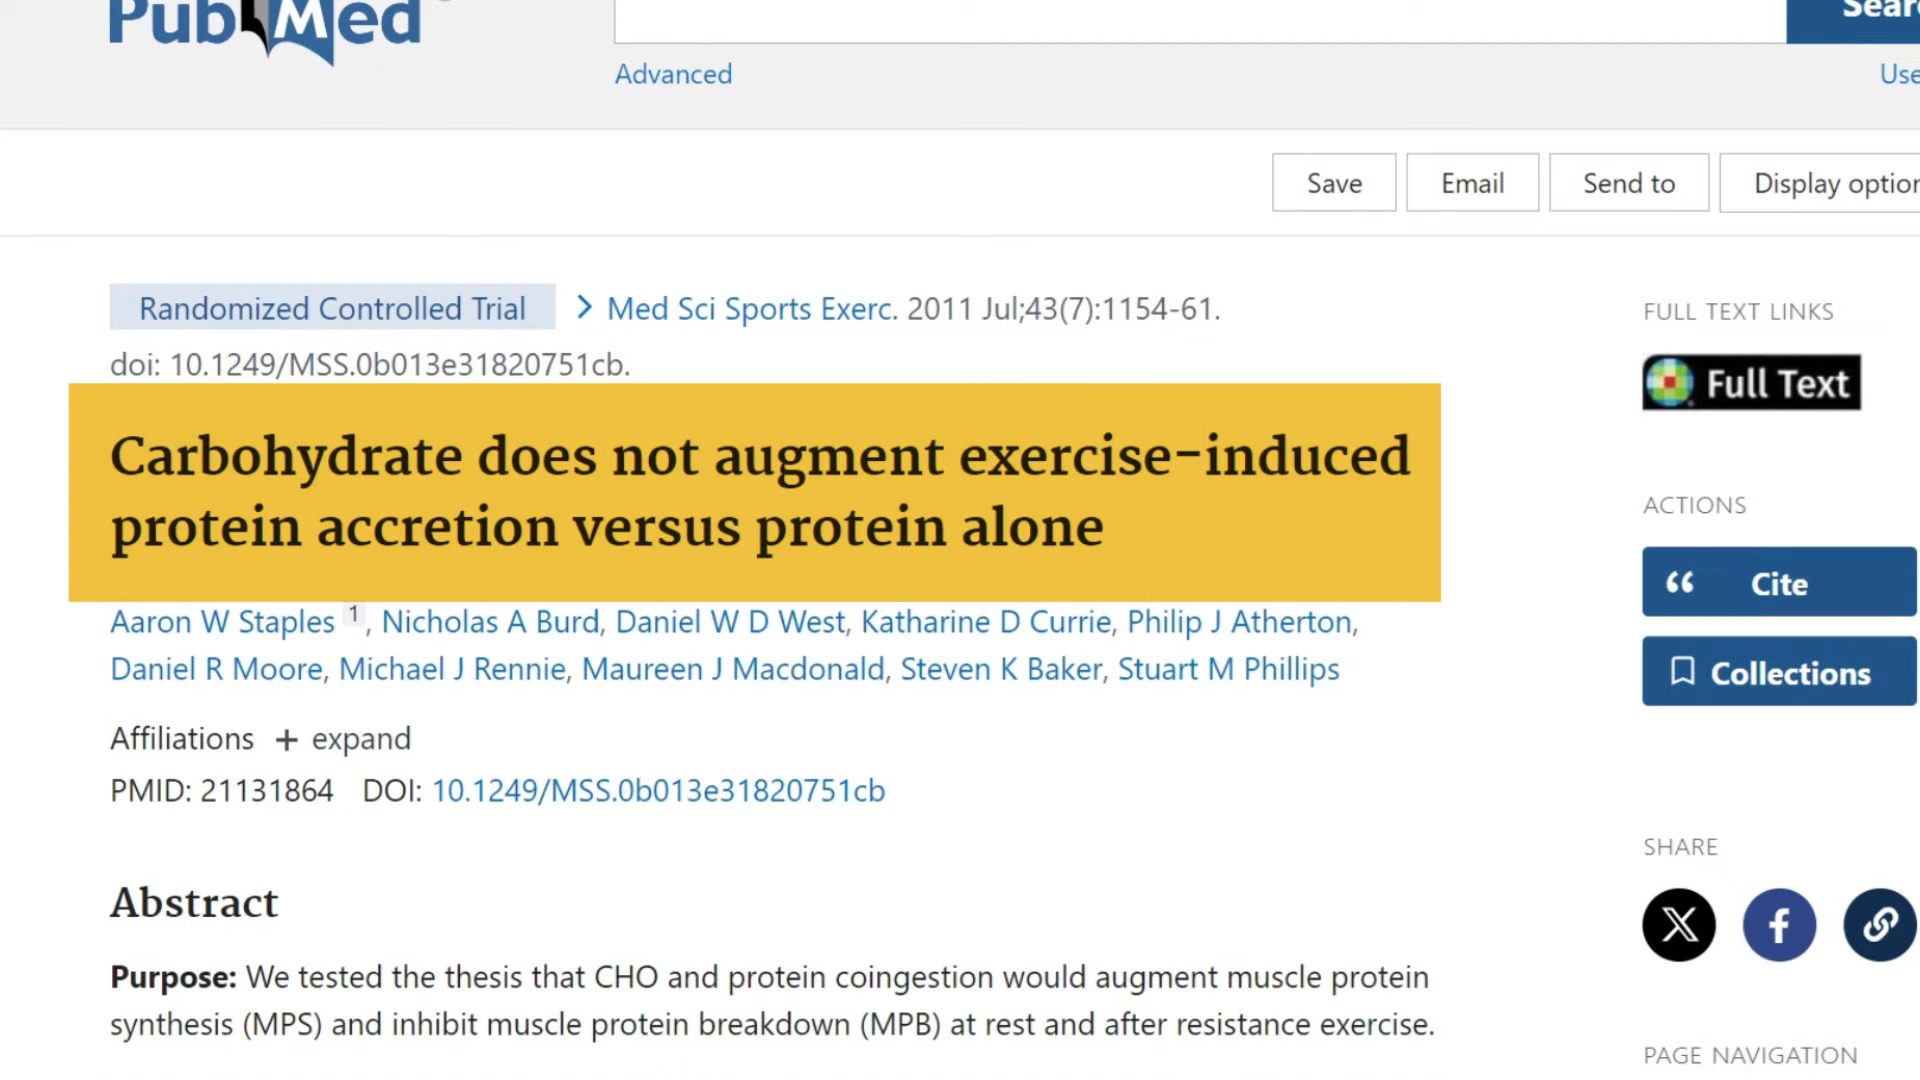 PubMed
Sear
Advanced
Use
Save
Email
Send to
Display option
Randomized Controlled Trial
Med Sci Sports Exerc. 2011 Jul;43(7):1154-61.
doi: 10.1249/MSS.0b013e31820751cb.
Carbohydrate does not augment exercise-induced
protein accretion versus protein alone
Aaron W Staples 1, Nicholas A Burd, Daniel W D West, Katharine D Currie, Philip J Atherton,
Daniel R Moore, Michael J Rennie, Maureen J Macdonald, Steven K Baker, Stuart M Phillips
Affiliations + expand
PMID: 21131864 DOI: 10.1249/MSS.0b013e31820751cb
Abstract
Purpose: We tested the thesis that CHO and protein coingestion would augment muscle protein
synthesis (MPS) and inhibit muscle protein breakdown (MPB) at rest and after resistance exercise.
FULL TEXT LINKS
Full Text
ACTIONS
Cite
Collections
SHARE
PAGE NAVIGATION